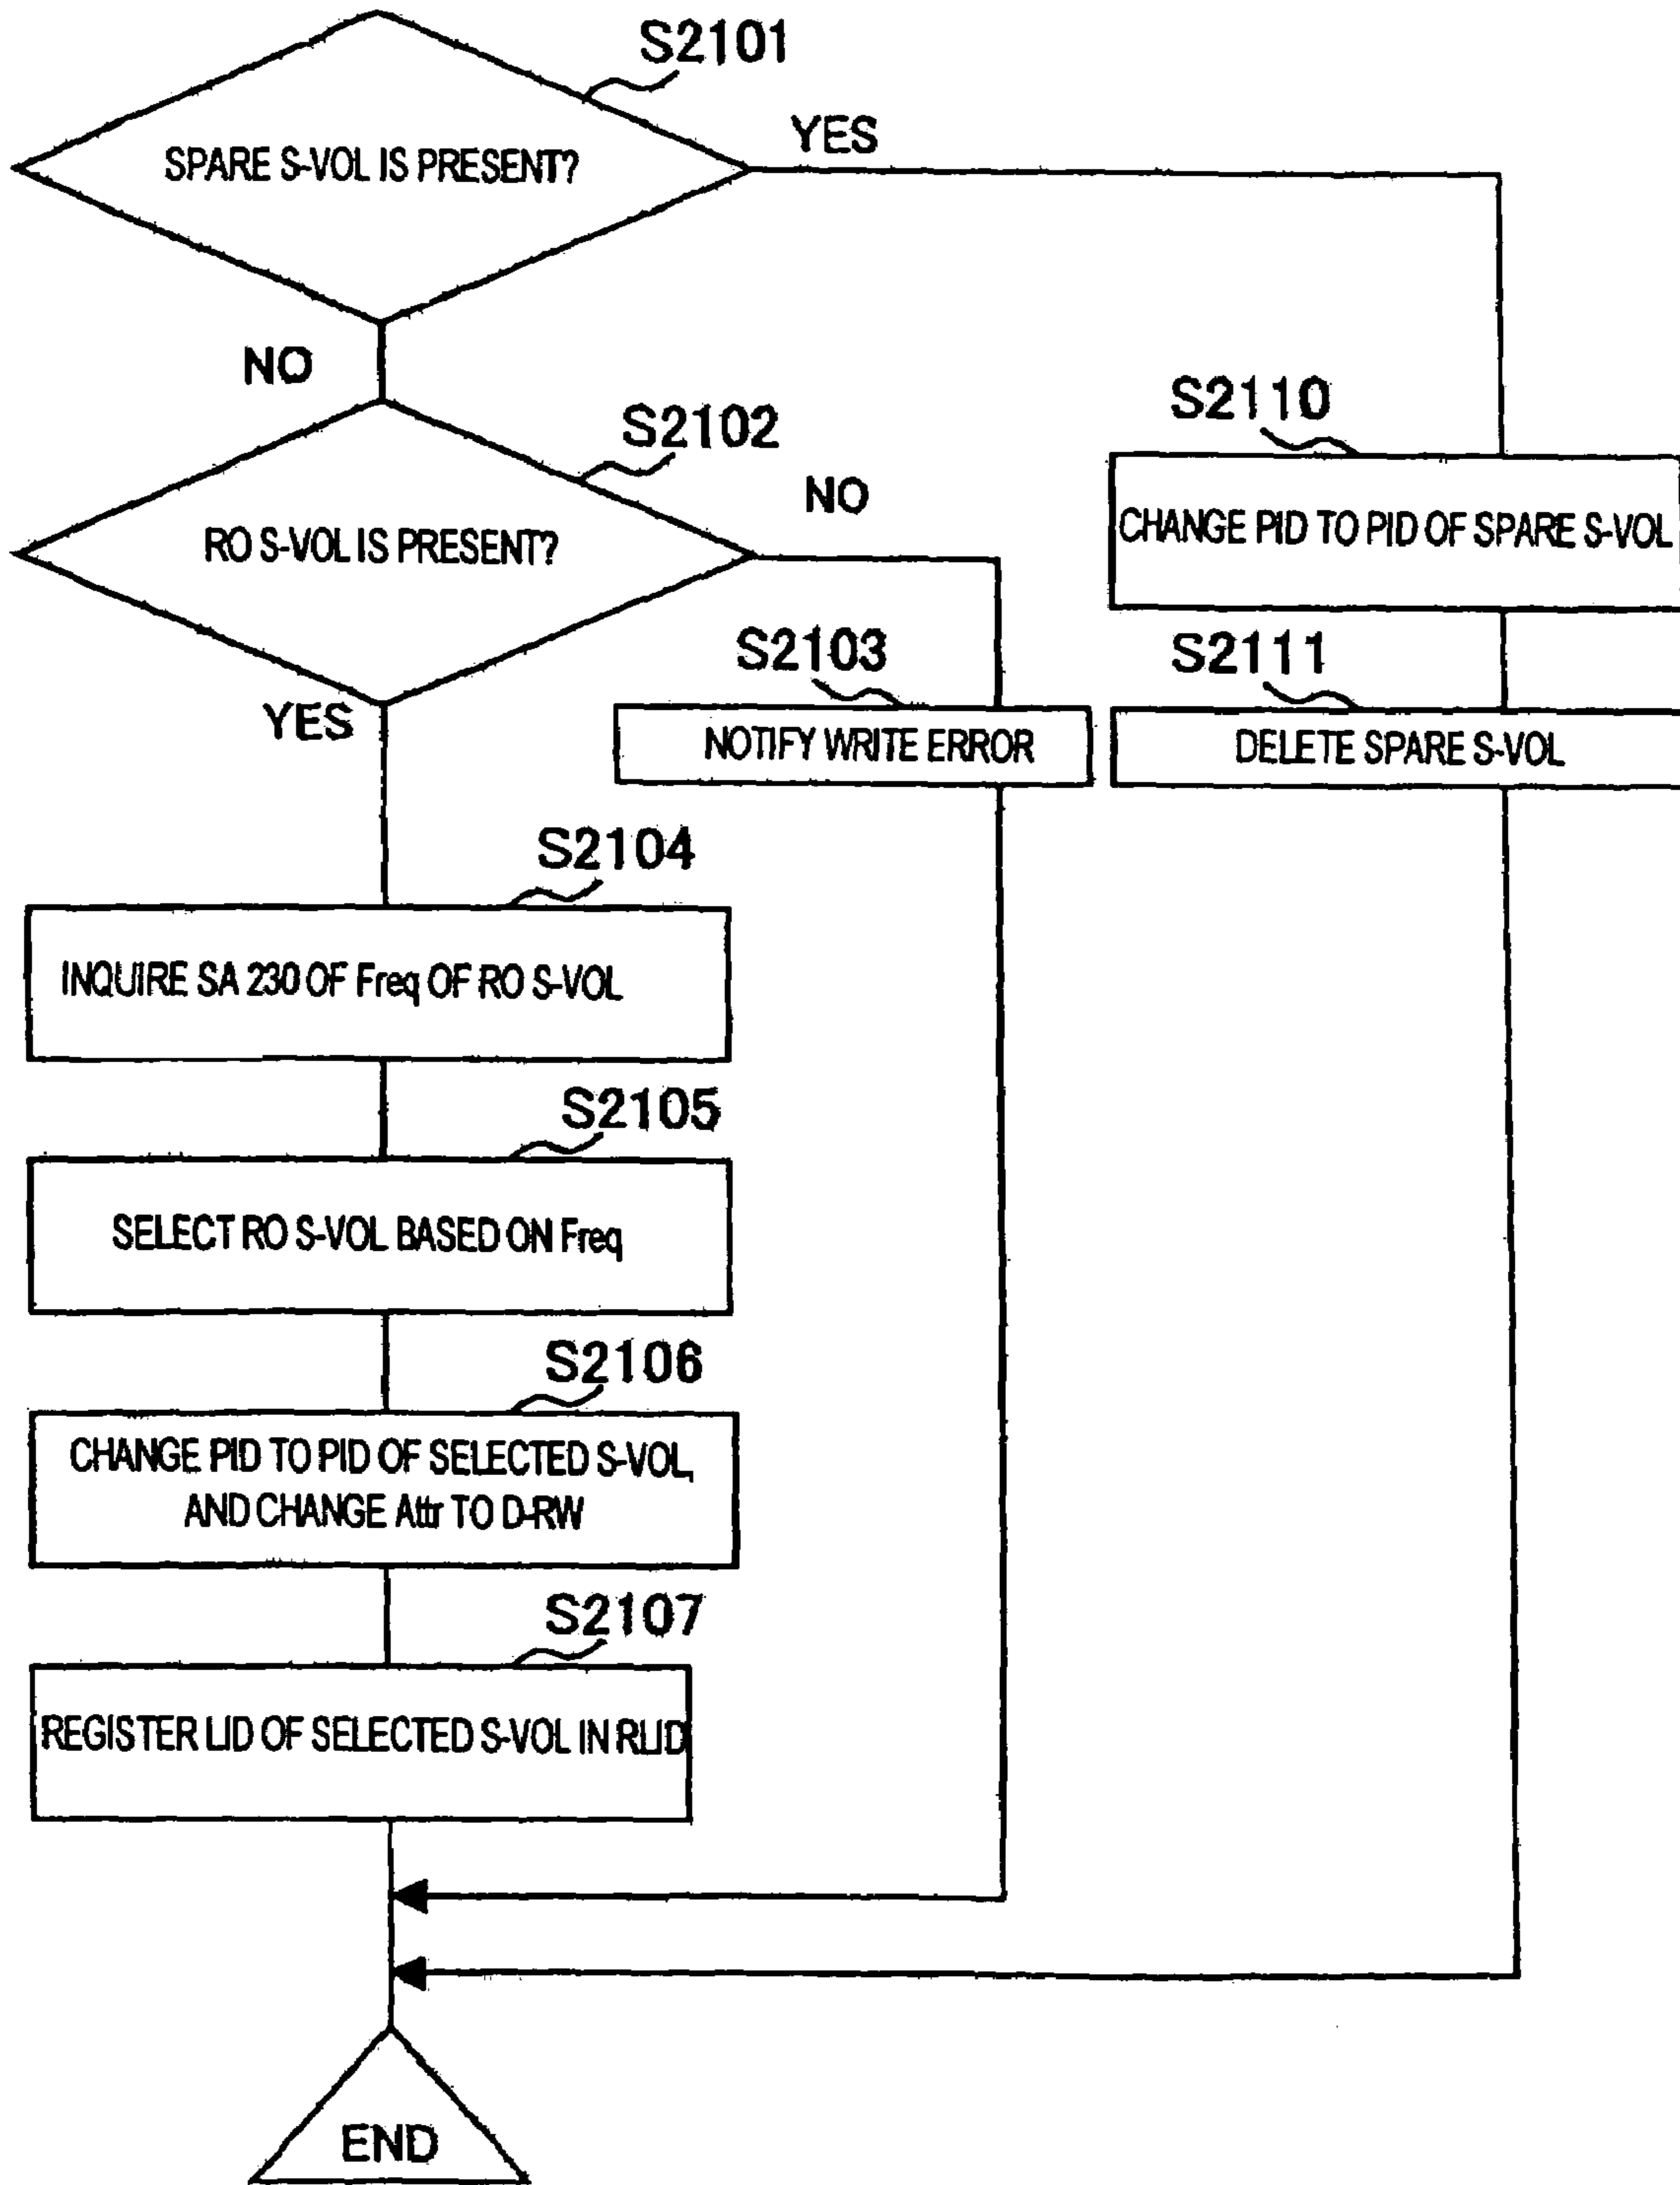 S2101
SPARE S-VOL IS PRESENT?
YES
NO
S2102
RO S-VOL IS PRESENT?
NO
YES
S2110
CHANGE PID TO PID OF SPARE S-VOL
S2103
NOTIFY WRITE ERROR
S2111
DELETE SPARE S-VOL
S2104
INQUIRE SA 230 OF Freq OF RO S-VOL
S2105
SELECT RO S-VOL BASED ON Freq
S2106
CHANGE PID TO PID OF SELECTED S-VOL,
AND CHANGE Attr TO D-RW
S2107
REGISTER LID OF SELECTED S-VOL IN RLID
END